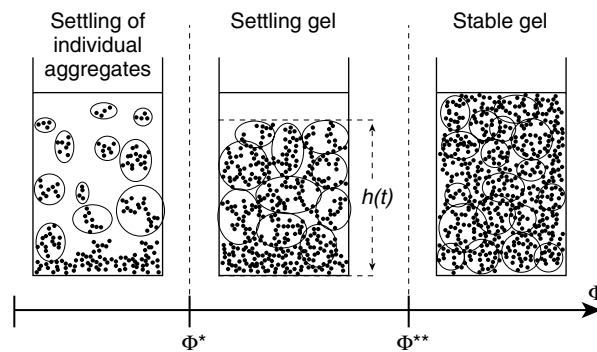 Settling of
individual
aggregates
Settling gel
Stable gel
h(t)
Φ
Φ*
Φ**